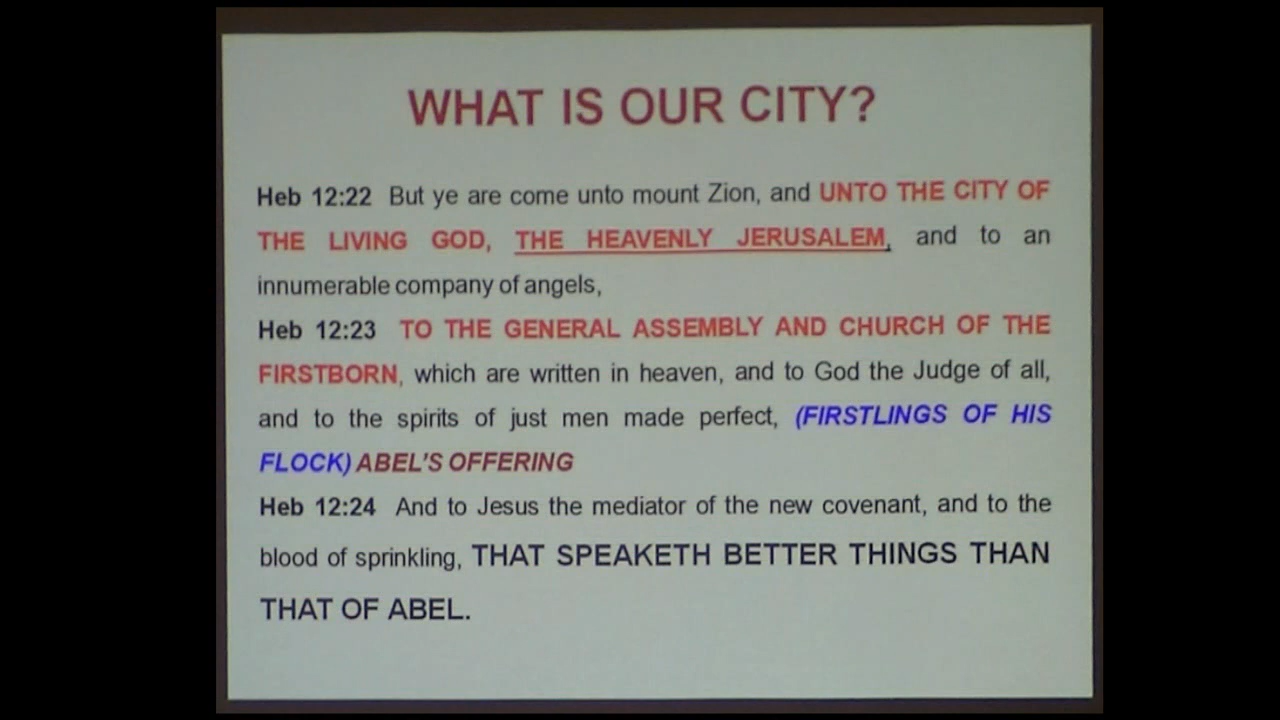 WHAT IS OUR CITY?
Heb 12:22 But ye are come unto mount Zion, and UNTO THE CITY OF
THE LIVING GOD, THE HEAVENLY JERUSALEM, and to an
innumerable company of angels,
Heb 12:23 TO THE GENERAL ASSEMBLY AND CHURCH OF THE
FIRSTBORN, which are written in heaven, and to God the Judge of all,
and to the spirits of just men made perfect, (FIRSTLINGS OF HIS
FLOCK) ABEL'S OFFERING
Heb 12:24 And to Jesus the mediator of the new covenant, and to the
blood of sprinkling, THAT SPEAKETH BETTER THINGS THAN
THAT OF ABEL.